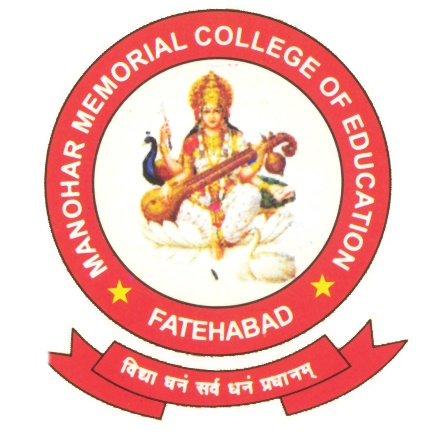 MANOHAR MEMORIAL COLLEGE OF EDUCATION
FATEHABAD
विद्या धनं सर्व धनं प्रधानम्